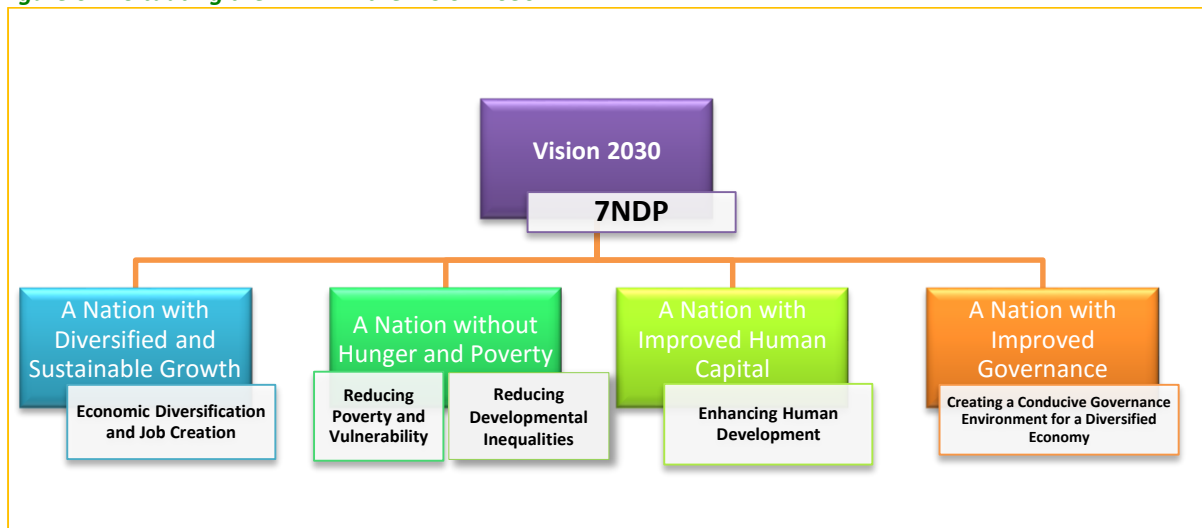 Vision 2030
7NDP
A Nation with
Diversified and
Sustainable Growth
Economic Diversification
and Job Creation
A Nation without
Hunger and Poverty
Reducing
Poverty and
Vulnerability
Reducing
Developmental
Inequalities
A Nation with
Improved Human
Capital
Enhancing Human
Development
A Nation with
Improved
Governance
Creating a Conducive Governance
Environment for a Diversified
Economy